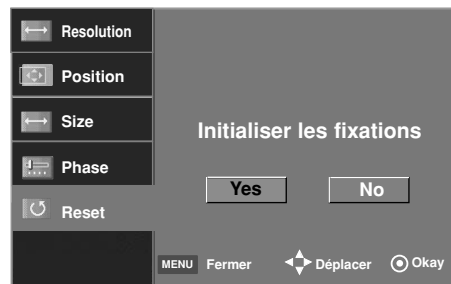 Resolution
Position
Size
Phase
Reset
Initialiser les fixations
Yes No
MENU Fermer Déplacer Okay